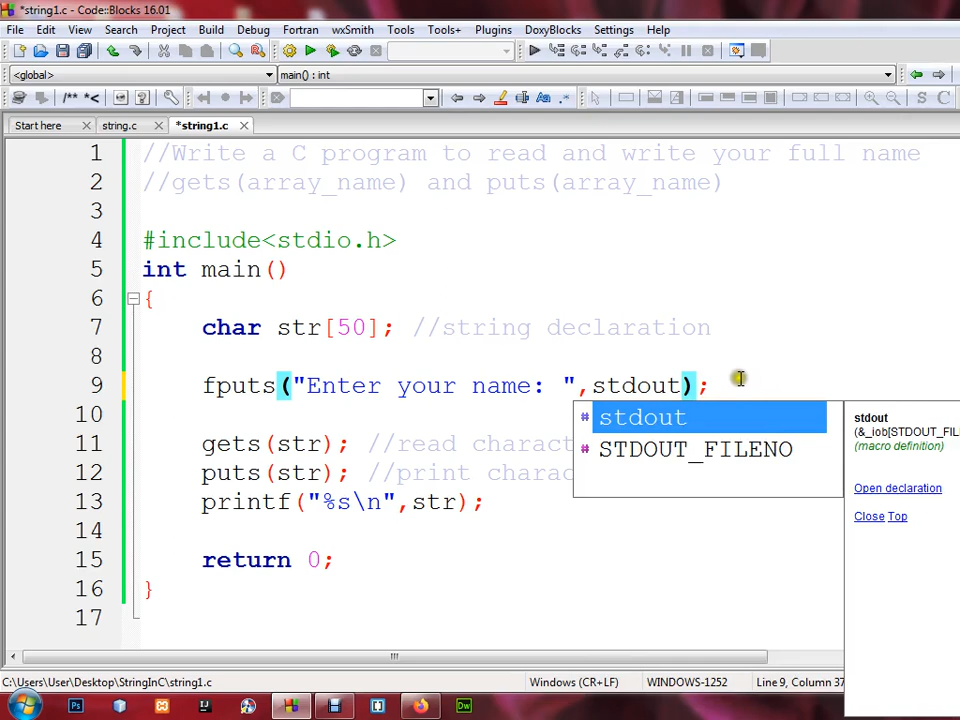 *string1.c - Code::Blocks 16.01
File Edit View Search Project Build Debug Fortran wxSmith Tools Tools+ Plugins DoxyBlocks Settings Help
<global> main() : int
/** *<
Start here string.c *string1.c
1 //Write a C program to read and write your full name
2 //gets(array_name) and puts(array_name)
3
4 #include<stdio.h>
5 int main()
6 {
7 char str[50]; //string declaration
8
9 fputs("Enter your name: ",stdout);
10
11 gets(str); //read charact
12 puts(str); //print charac
13 printf("%s\n",str);
14
15 return 0;
16 }
17
# stdout
# STDOUT_FILENO
stdout
(&_iob[STDOUT_FILE
(macro definition)
Open declaration
Close Top
C:\Users\User\Desktop\StringInC\string1.c Windows (CR+LF) WINDOWS-1252 Line 9, Column 37
Ps Dw